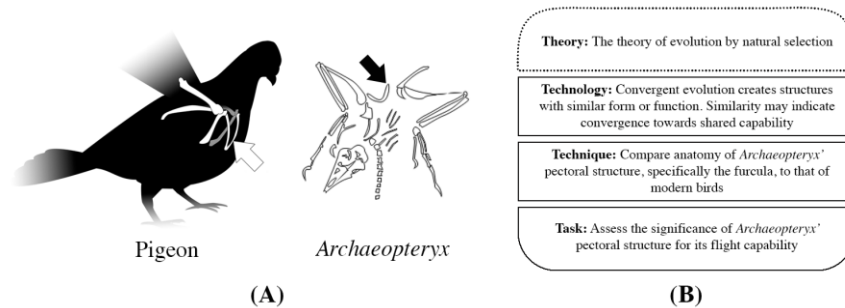 Pigeon
Archaeopteryx
(A)
Theory: The theory of evolution by natural selection
Technology: Convergent evolution creates structures
with similar form or function. Similarity may indicate
convergence towards shared capability
Technique: Compare anatomy of Archaeopteryx’
pectoral structure, specifically the furcula, to that of
modern birds
Task: Assess the significance of Archaeopteryx’
pectoral structure for its flight capability
(B)